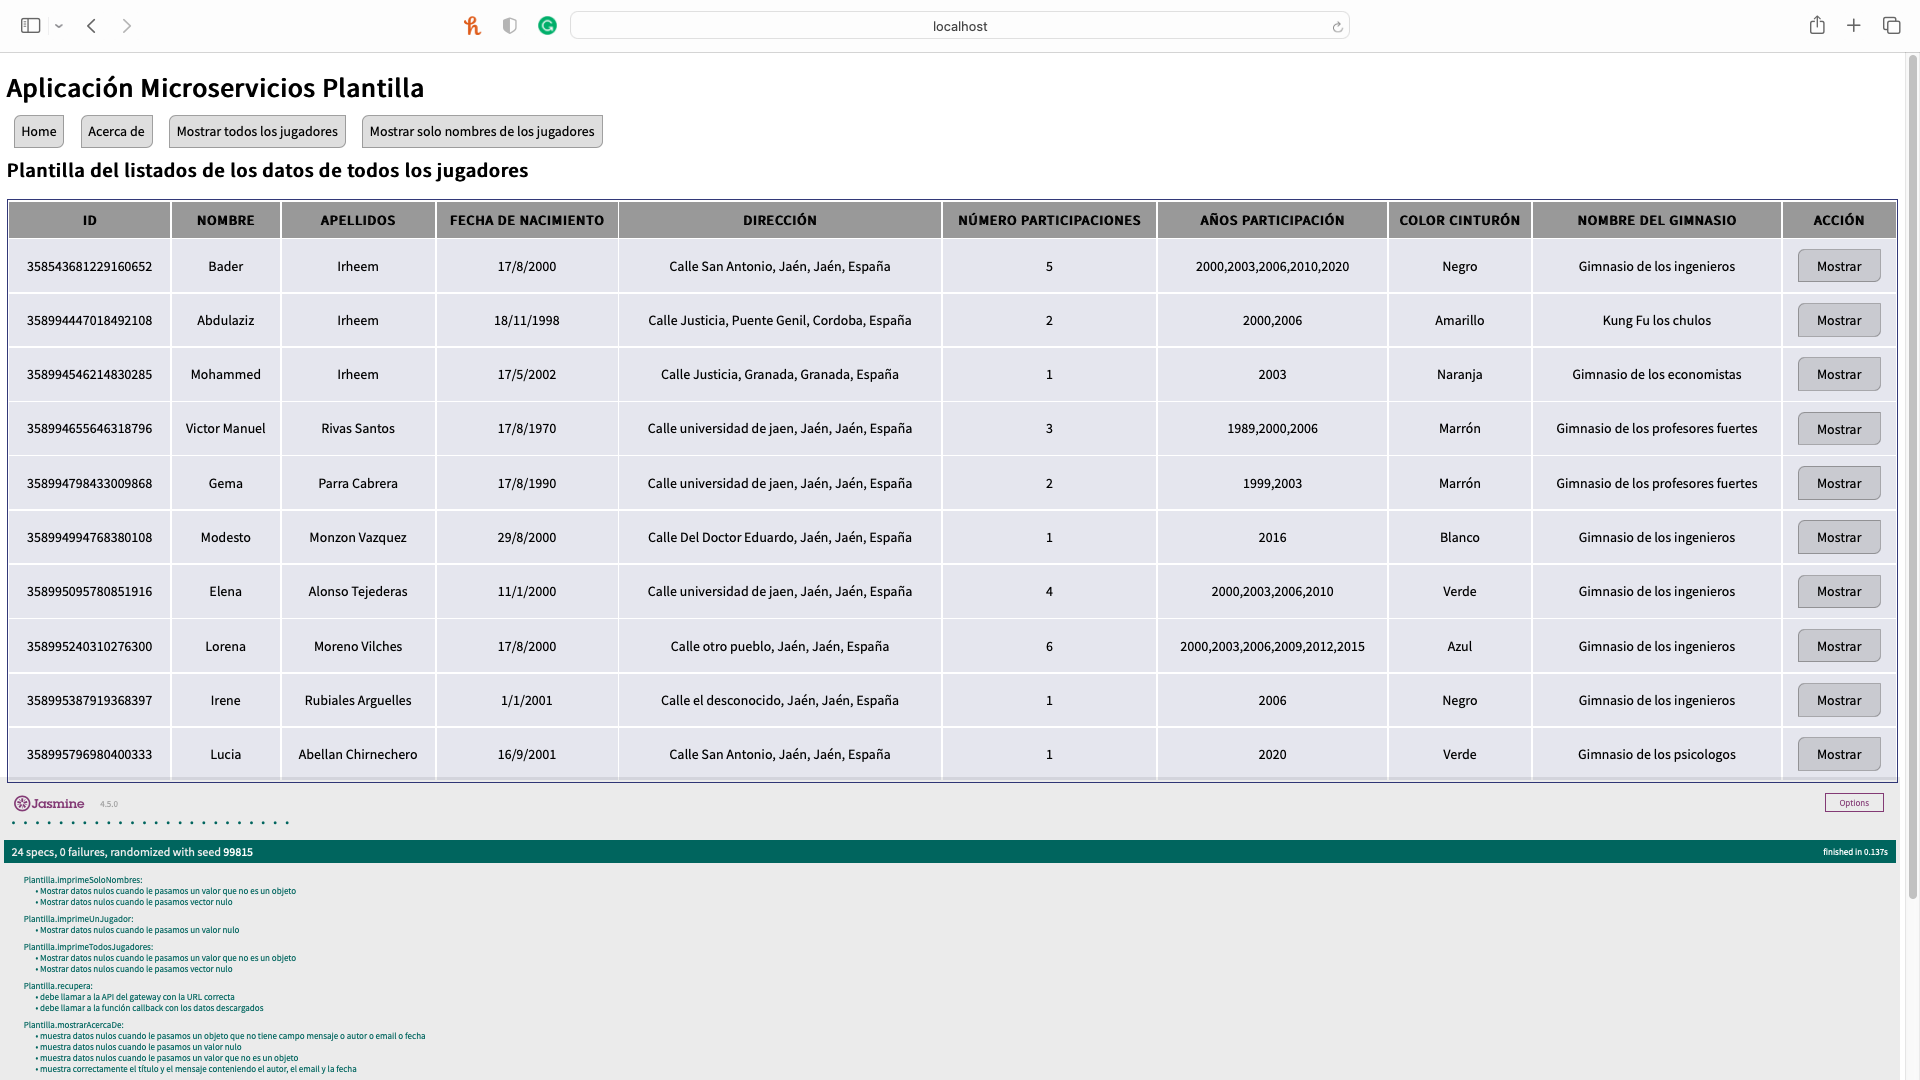 localhost
Aplicación Microservicios Plantilla
Home Acerca de Mostrar todos los jugadores Mostrar solo nombres de los jugadores
Plantilla del listados de los datos de todos los jugadores
ID NOMBRE APELLIDOS FECHA DE NACIMIENTO DIRECCIÓN NÚMERO PARTICIPACIONES AÑOS PARTICIPACIÓN COLOR CINTURÓN NOMBRE DEL GIMNASIO ACCIÓN
358543681229160652 Bader Irheem 17/8/2000 Calle San Antonio, Jaén, Jaén, España 5 2000,2003,2006,2010,2020 Negro Gimnasio de los ingenieros Mostrar
358994447018492108 Abdulaziz Irheem 18/11/1998 Calle Justicia, Puente Genil, Cordoba, España 2 2000,2006 Amarillo Kung Fu los chulos Mostrar
358994546214830285 Mohammed Irheem 17/5/2002 Calle Justicia, Granada, Granada, España 1 2003 Naranja Gimnasio de los economistas Mostrar
358994655646318796 Victor Manuel Rivas Santos 17/8/1970 Calle universidad de jaen, Jaén, Jaén, España 3 1989,2000,2006 Marrón Gimnasio de los profesores fuertes Mostrar
358994798433009868 Gema Parra Cabrera 17/8/1990 Calle universidad de jaen, Jaén, Jaén, España 2 1999,2003 Marrón Gimnasio de los profesores fuertes Mostrar
358994994768380108 Modesto Monzon Vazquez 29/8/2000 Calle Del Doctor Eduardo, Jaén, Jaén, España 1 2016 Blanco Gimnasio de los ingenieros Mostrar
358995095780851916 Elena Alonso Tejederas 11/1/2000 Calle universidad de jaen, Jaén, Jaén, España 4 2000,2003,2006,2010 Verde Gimnasio de los ingenieros Mostrar
358995240310276300 Lorena Moreno Vilches 17/8/2000 Calle otro pueblo, Jaén, Jaén, España 6 2000,2003,2006,2009,2012,2015 Azul Gimnasio de los ingenieros Mostrar
358995387919368397 Irene Rubiales Arguelles 1/1/2001 Calle el desconocido, Jaén, Jaén, España 1 2006 Negro Gimnasio de los ingenieros Mostrar
358995796980400333 Lucia Abellan Chirnechero 16/9/2001 Calle San Antonio, Jaén, Jaén, España 1 2020 Verde Gimnasio de los psicologos Mostrar
Jasmine 4.5.0 Options
24 specs, 0 failures, randomized with seed 99815 finished in 0.137s
Plantilla.imprimeSoloNombres:
• Mostrar datos nulos cuando le pasamos un valor que no es un objeto
• Mostrar datos nulos cuando le pasamos vector nulo
Plantilla.imprimeUnJugador:
• Mostrar datos nulos cuando le pasamos un valor nulo
Plantilla.imprimeTodosJugadores:
• Mostrar datos nulos cuando le pasamos un valor que no es un objeto
• Mostrar datos nulos cuando le pasamos vector nulo
Plantilla.recupera:
• debe llamar a la API del gateway con la URL correcta
• debe llamar a la función callback con los datos descargados
Plantilla.mostrarAcercaDe:
• muestra datos nulos cuando le pasamos un objeto que no tiene campo mensaje o autor o email o fecha
• muestra datos nulos cuando le pasamos un valor nulo
• muestra datos nulos cuando le pasamos un valor que no es un objeto
• muestra correctamente el título y el mensaje conteniendo el autor, el email y la fecha